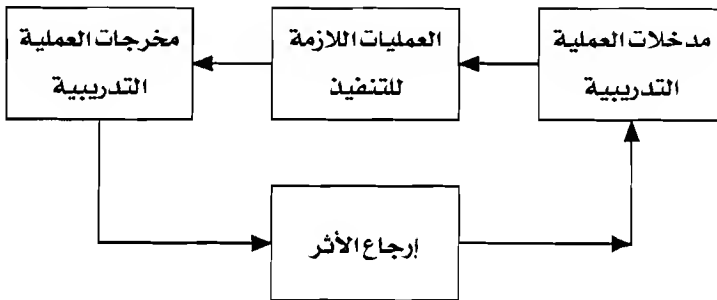 مدخلات العملية
التدريبية
العمليات اللازمة
للتنفيذ
مخرجات العملية
التدريبية
إرجاع الأثر